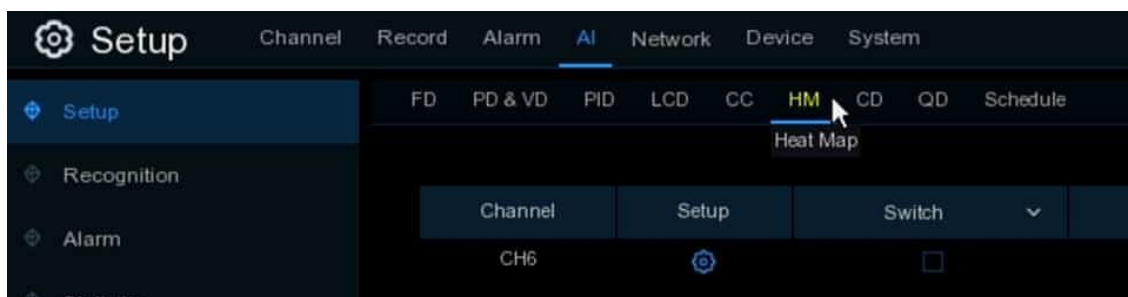 Setup Channel Record Alarm AI Network Device System
Setup FD PD & VD PID LCD CC HM CD QD Schedule
Heat Map
Recognition
Channel Setup Switch
Alarm
CH6